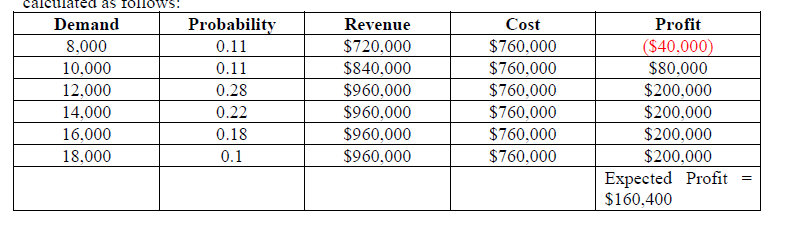 calculated as follows:
Demand Probability Revenue Cost Profit
8,000 0.11 $720,000 $760,000 ($40,000)
10,000 0.11 $840,000 $760,000 $80,000
12,000 0.28 $960,000 $760,000 $200,000
14,000 0.22 $960,000 $760,000 $200,000
16,000 0.18 $960,000 $760,000 $200,000
18,000 0.1 $960,000 $760,000 $200,000
Expected Profit =
$160,400